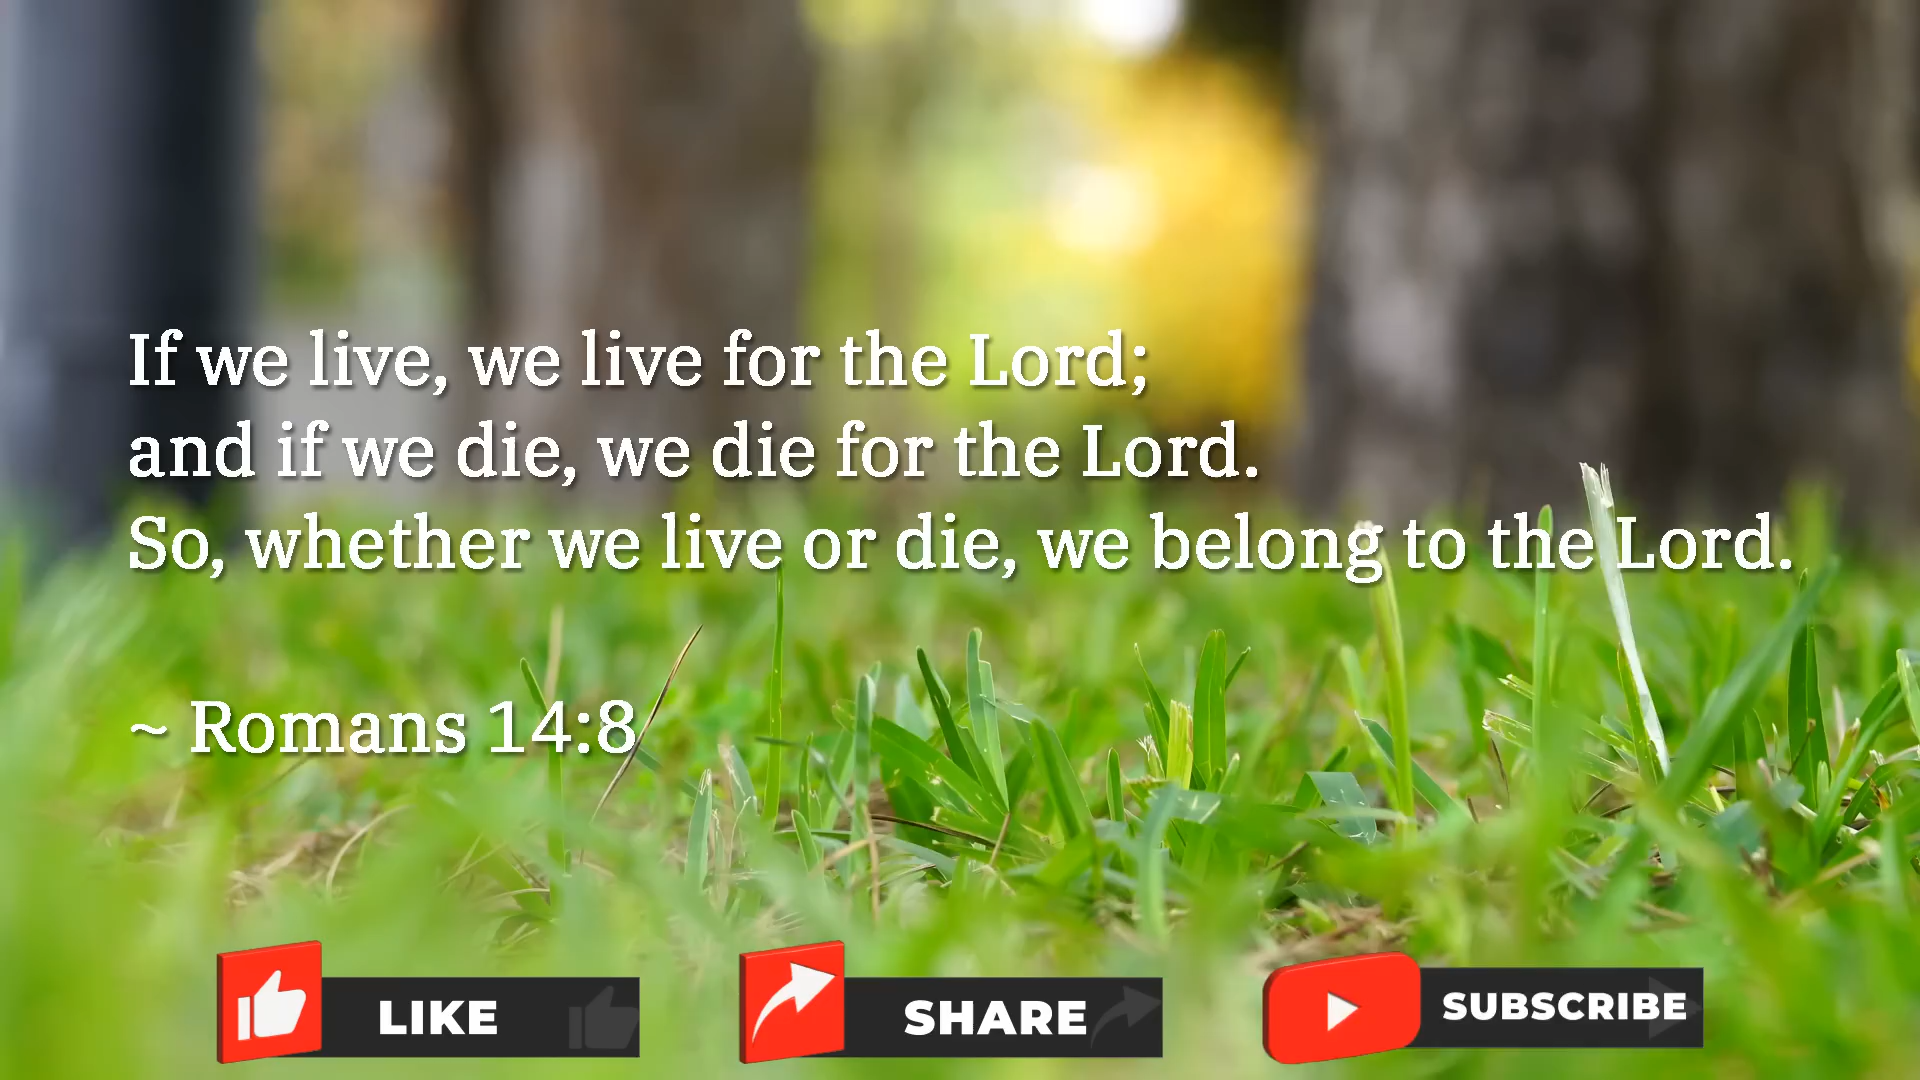 If we live, we live for the Lord;
and if we die, we die for the Lord.
So, whether we live or die, we belong to the Lord.
~ Romans 14:8
LIKE
SHARE
SUBSCRIBE